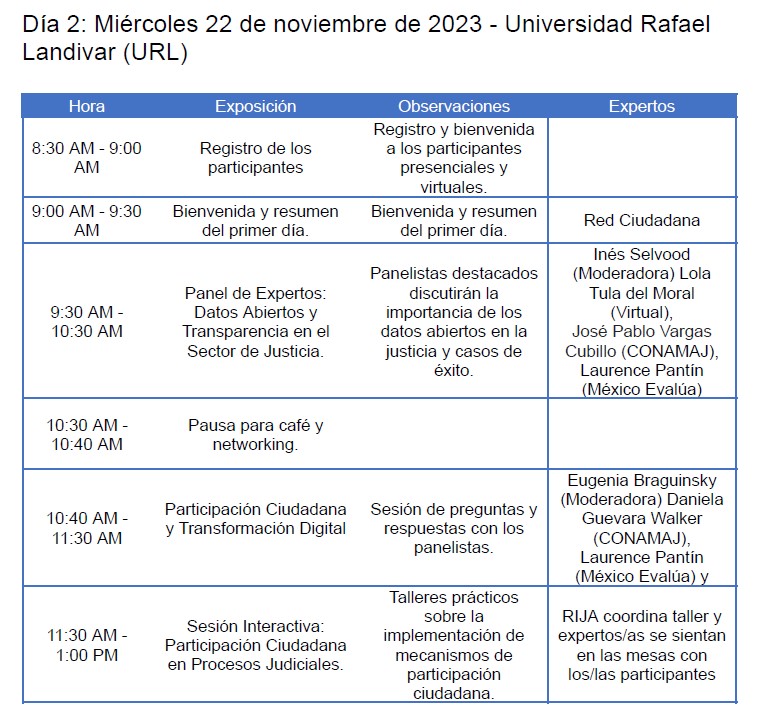 Día 2: Miércoles 22 de noviembre de 2023 - Universidad Rafael
Landivar (URL)
Hora
Exposición
Observaciones
Expertos
8:30 AM - 9:00
AM
Registro de los
participantes
Registro y bienvenida
a los participantes
presenciales y
virtuales.
9:00 AM - 9:30
AM
Bienvenida y resumen
del primer día.
Bienvenida y resumen
del primer día.
Red Ciudadana
9:30 AM -
10:30 AM
Panel de Expertos:
Datos Abiertos y
Transparencia en el
Sector de Justicia.
Panelistas destacados
discutirán la
importancia de los
datos abiertos en la
justicia y casos de
éxito.
Inés Selvood
(Moderadora) Lola
Tula del Moral
(Virtual),
José Pablo Vargas
Cubillo (CONAMAJ),
Laurence Pantín
(México Evalúa)
10:30 AM -
10:40 AM
Pausa para café y
networking.
10:40 AM -
11:30 AM
Participación Ciudadana
y Transformación Digital
Sesión de preguntas y
respuestas con los
panelistas.
Eugenia Braguinsky
(Moderadora) Daniela
Guevara Walker
(CONAMAJ),
Laurence Pantín
(México Evalúa) y
11:30 AM -
1:00 PM
Sesión Interactiva:
Participación Ciudadana
en Procesos Judiciales.
Talleres prácticos
sobre la
implementación de
mecanismos de
participación
ciudadana.
RIJA coordina taller y
expertos/as se sientan
en las mesas con
los/las participantes